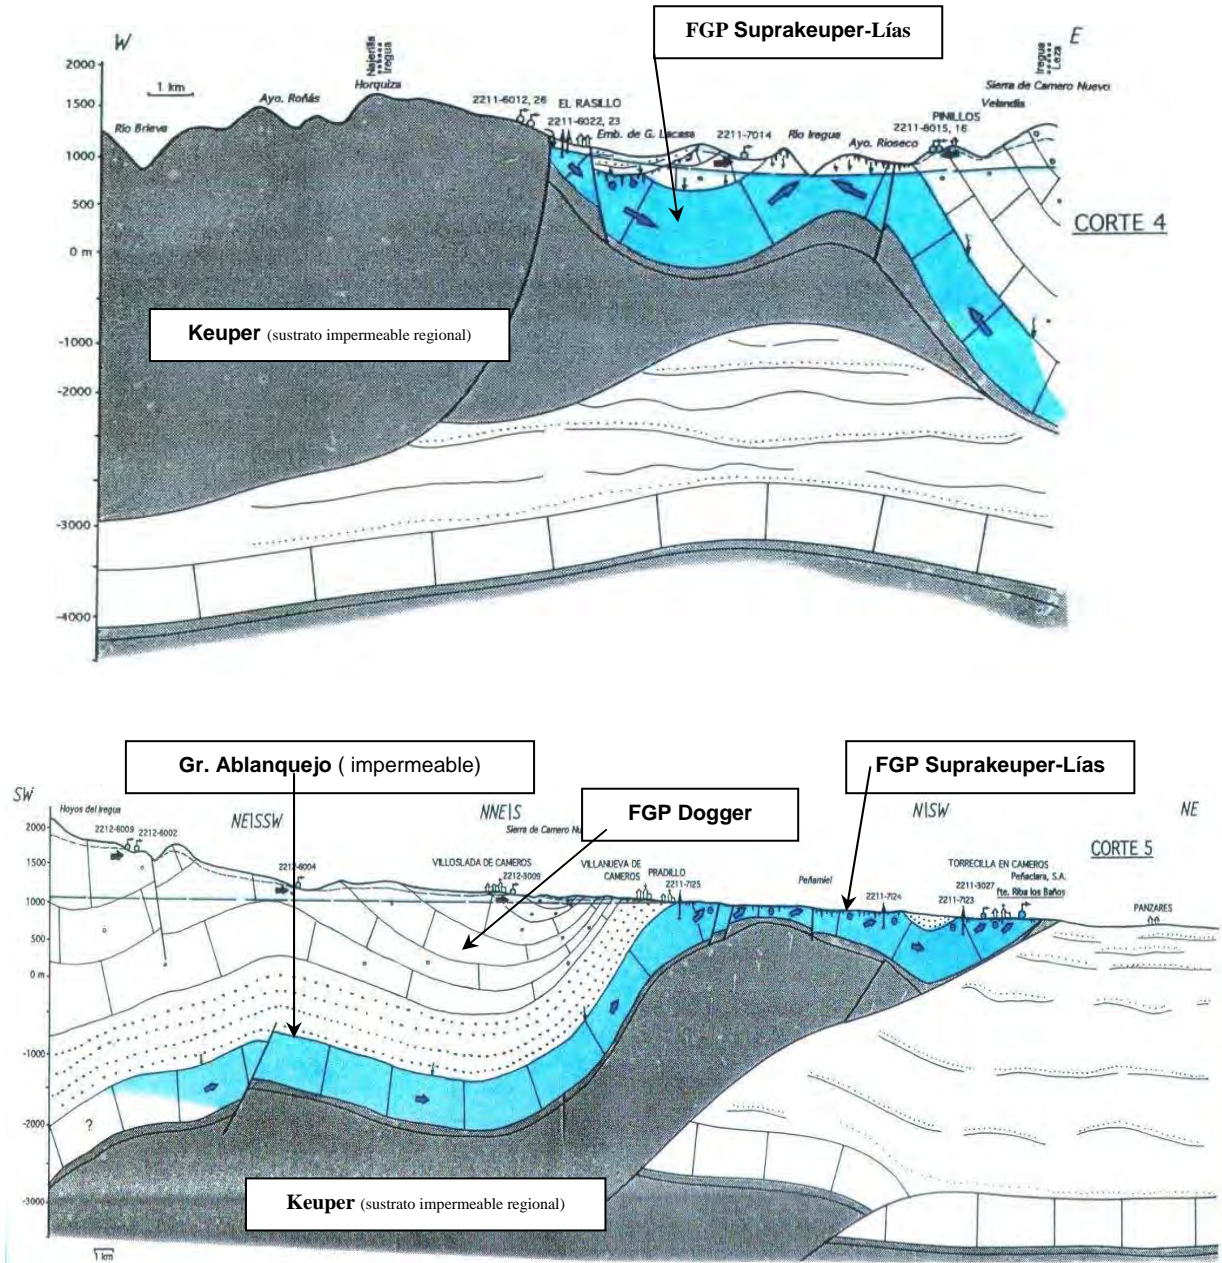 W
FGP Suprakeuper-Lías
E
Najerilla
Iregua
Iregua
Leza
2000
1 km
Horquiza
Sierra de Camero Nuevo
1500
Ayo. Roñás
2211-6012, 26
EL RASILLO
Velandia
PINILLOS
Río Brieva
2211-6022, 23
Emb. de G. Lacasa
2211-7014
Río Iregua
2211-8015, 16
Ayo. Rioseco
1000
500
CORTE 4
0 m
Keuper (sustrato impermeable regional)
-1000
-2000
-3000
-4000
Gr. Ablanquejo ( impermeable)
FGP Suprakeuper-Lías
SW
Hoyos del Iregua
NE|SSW
FGP Dogger
NNE|S
N|SW
NE
2000
2212-6009
2212-6002
Sierra de Camero Nu
CORTE 5
1500
2212-6004
VILLOSLADA DE CAMEROS
2212-3009
VILLANUEVA DE
CAMEROS
PRADILLO
2211-7125
Peñamiel
TORRECILLA EN CAMEROS
Peñaclara, S.A.
2211-3027
Fte. Riba los Baños
2211-7124
2211-7123
PANZARES
1000
500
0 m
-1000
-2000
?
-3000
Keuper (sustrato impermeable regional)
1 km